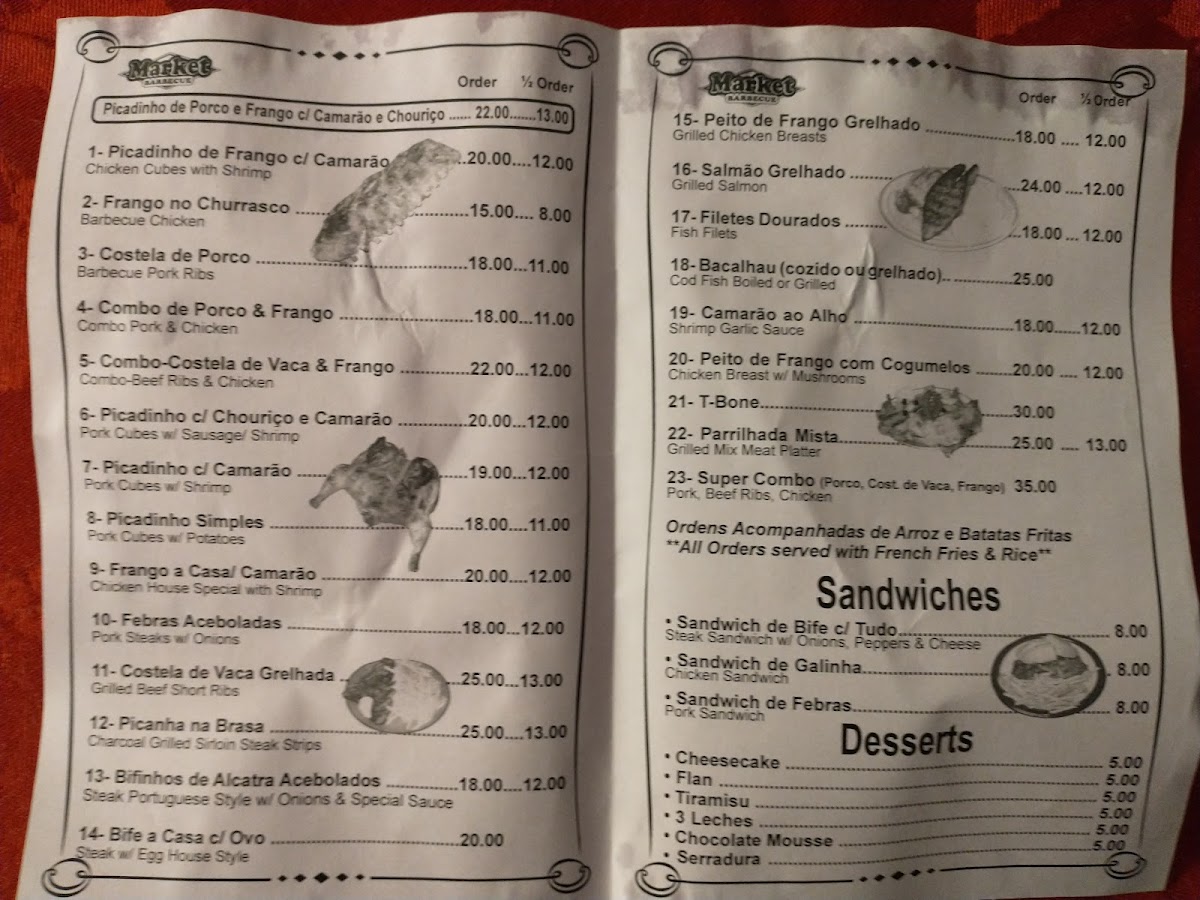 Market
BARBECUE
Order ½ Order
Picadinho de Porco e Frango c/ Camarão e Chouriço ...... 22.00.......13.00
1- Picadinho de Frango c/ Camarão ..20.00....12.00
Chicken Cubes with Shrimp
2- Frango no Churrasco ..........15.00.... 8.00
Barbecue Chicken
3- Costela de Porco ..........18.00...11.00
Barbecue Pork Ribs
4- Combo de Porco & Frango ..........18.00...11.00
Combo Pork & Chicken
5- Combo-Costela de Vaca & Frango ..........22.00...12.00
Combo-Beef Ribs & Chicken
6- Picadinho c/ Chouriço e Camarão ..........20.00...12.00
Pork Cubes w/ Sausage/ Shrimp
7- Picadinho c/ Camarão ..........19.00...12.00
Pork Cubes w/ Shrimp
8- Picadinho Simples ..........18.00....11.00
Pork Cubes w/ Potatoes
9- Frango a Casa/ Camarão ..........20.00....12.00
Chicken House Special with Shrimp
10- Febras Aceboladas ..........18.00...12.00
Pork Steaks w/ Onions
11- Costela de Vaca Grelhada ..........25.00...13.00
Grilled Beef Short Ribs
12- Picanha na Brasa ..........25.00....13.00
Charcoal Grilled Sirloin Steak Strips
13- Bifinhos de Alcatra Acebolados ..........18.00....12.00
Steak Portuguese Style w/ Onions & Special Sauce
14- Bife a Casa c/ Ovo ..........20.00
Steak w/ Egg House Style
Market
BARBECUE
Order ½ Order
15- Peito de Frango Grelhado ..........18.00 .... 12.00
Grilled Chicken Breasts
16- Salmão Grelhado ..........24.00 ....12.00
Grilled Salmon
17- Filetes Dourados ..........18.00 ... 12.00
Fish Filets
18- Bacalhau (cozido ou grelhado)..........25.00
Cod Fish Boiled or Grilled
19- Camarão ao Alho ..........18.00......12.00
Shrimp Garlic Sauce
20- Peito de Frango com Cogumelos ........20.00 .... 12.00
Chicken Breast w/ Mushrooms
21- T-Bone..........30.00
22- Parrilhada Mista..........25.00 .... 13.00
Grilled Mix Meat Platter
23- Super Combo (Porco, Cost. de Vaca, Frango) 35.00
Pork, Beef Ribs, Chicken
Ordens Acompanhadas de Arroz e Batatas Fritas
**All Orders served with French Fries & Rice**
Sandwiches
• Sandwich de Bife c/ Tudo.......... 8.00
Steak Sandwich w/ Onions, Peppers & Cheese
• Sandwich de Galinha.......... 8.00
Chicken Sandwich
• Sandwich de Febras.......... 8.00
Pork Sandwich
Desserts
• Cheesecake .......... 5.00
• Flan .......... 5.00
• Tiramisu .......... 5.00
• 3 Leches .......... 5.00
• Chocolate Mousse .......... 5.00
• Serradura .......... 5.00